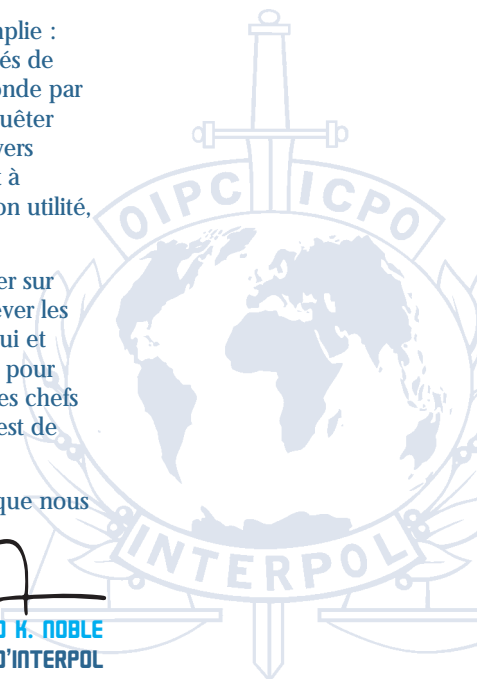 plie :
és de
onde par
uêter
vers
t à
on utilité,
er sur
ver les
ui et
pour
es chefs
est de
que nous
K. NOBLE
D'INTERPOL
OIPC ICPO
INTERPOL